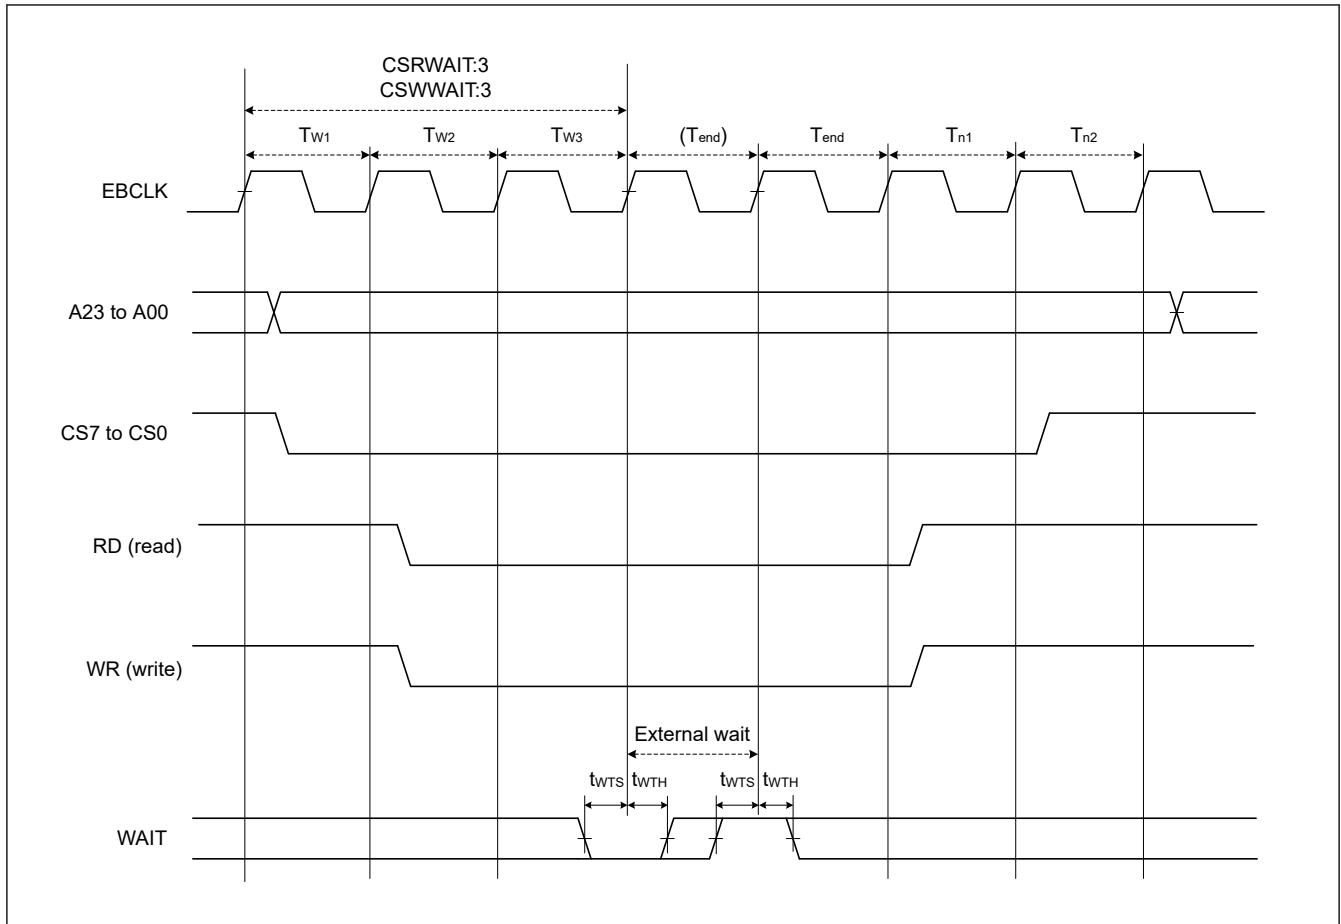 CSRWAIT:3
CSWWAIT:3
TW1 TW2 TW3 (Tend) Tend Tn1 Tn2
EBCLK
A23 to A00
CS7 to CS0
RD (read)
WR (write)
External wait
tWTS tWTH tWTS tWTH
WAIT